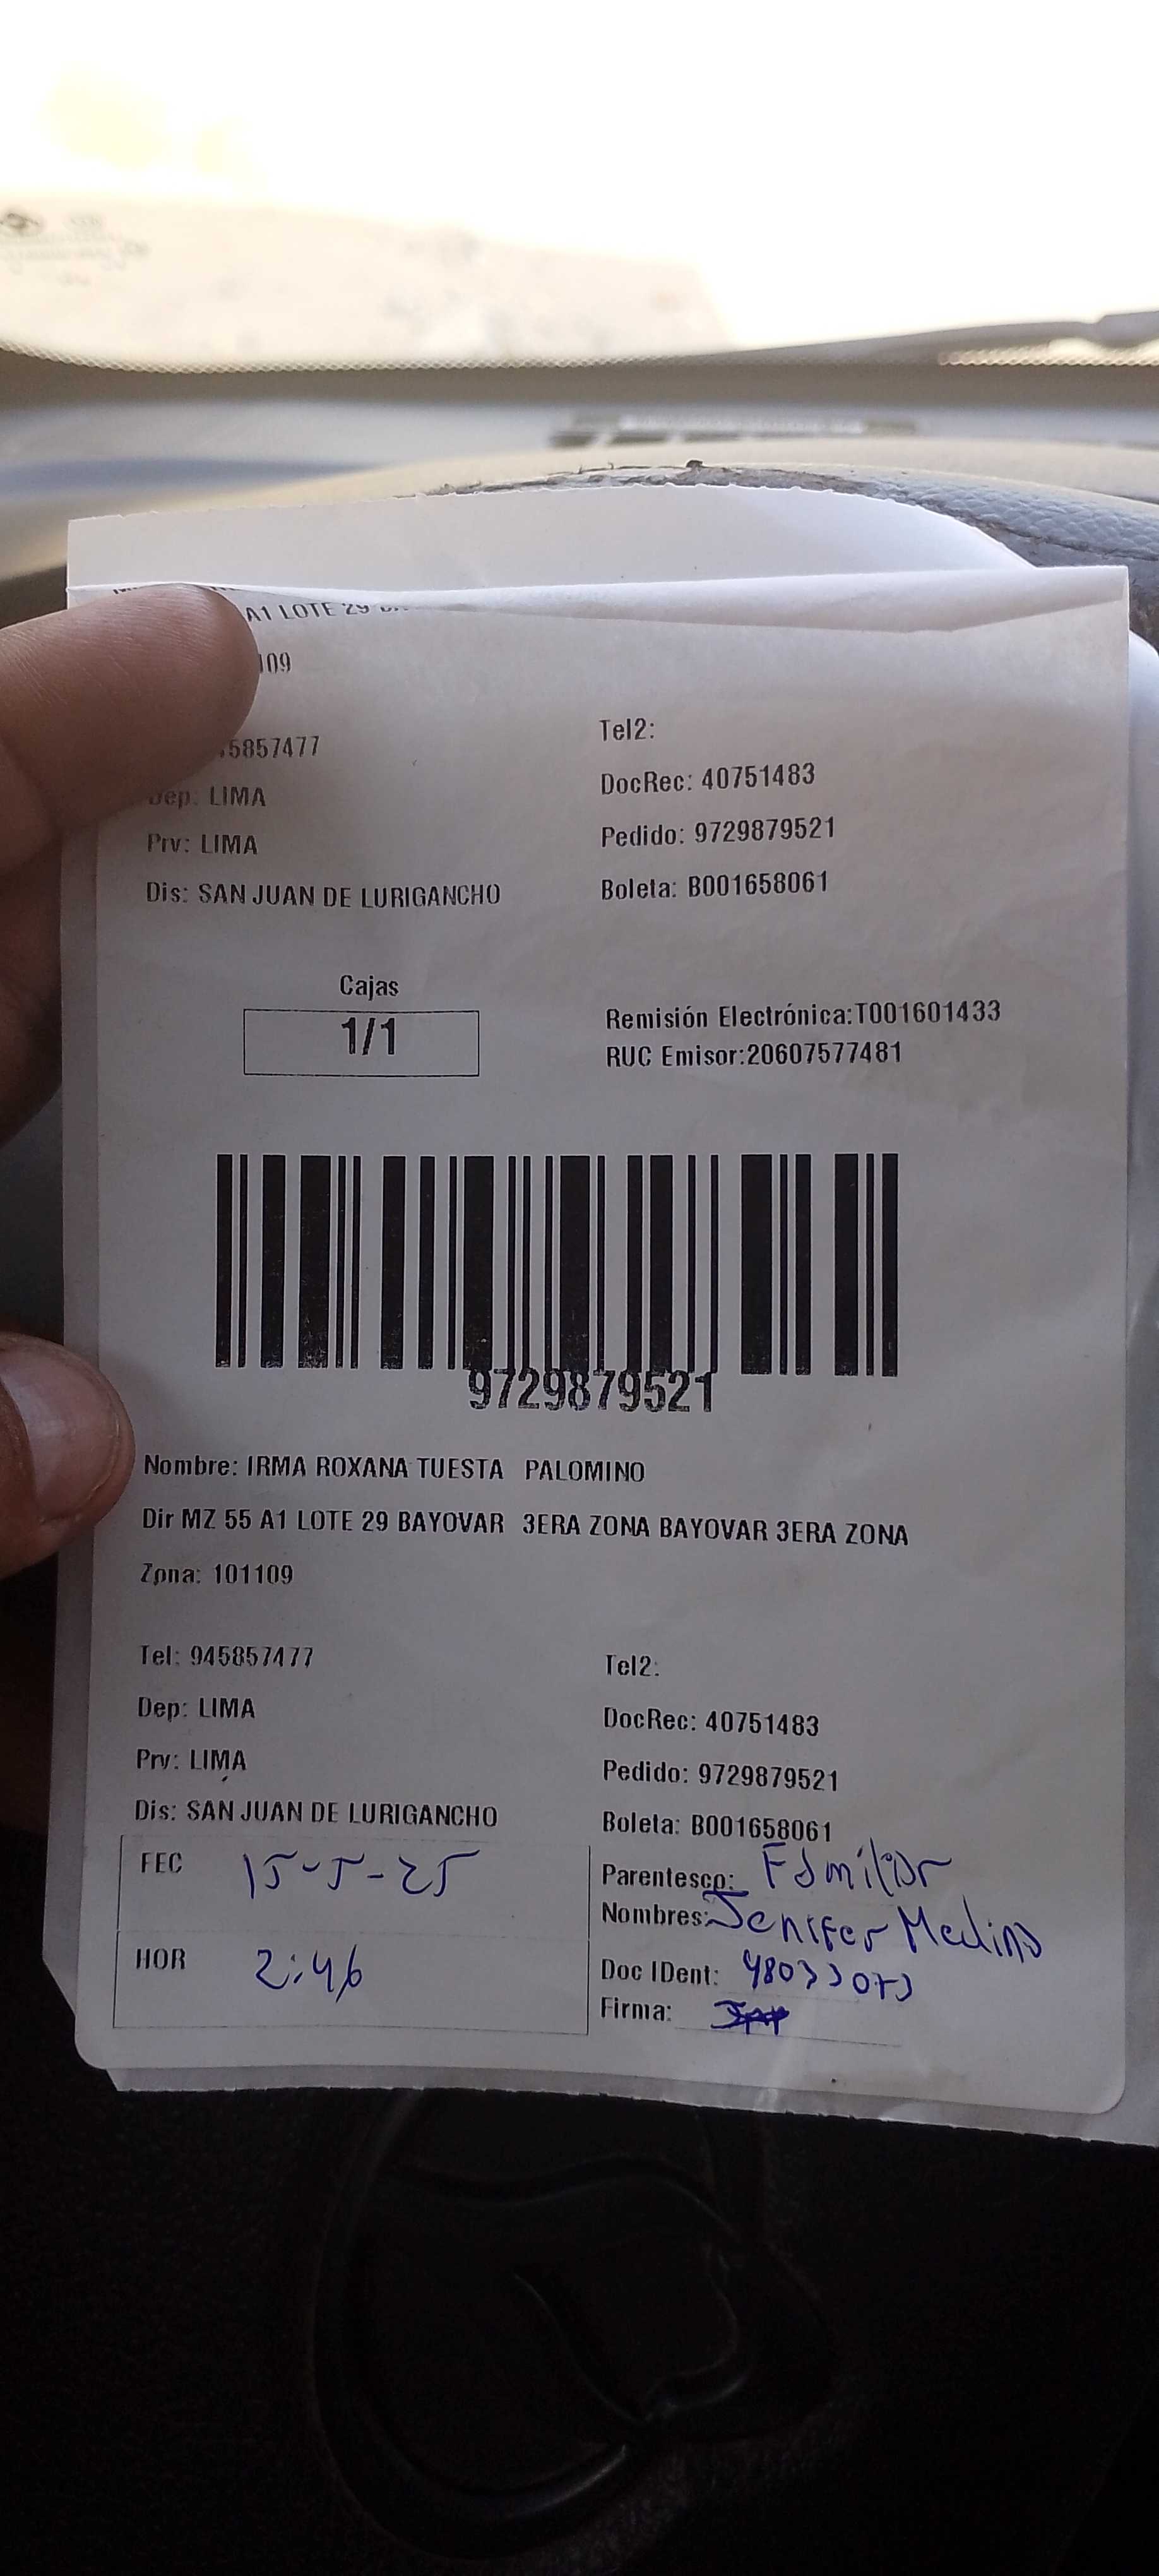 A1 LOTE 29
109
5857477
Tel2:
Dep: LIMA
DocRec: 40751483
Prv: LIMA
Pedido: 9729879521
Dis: SAN JUAN DE LURIGANCHO
Boleta: B001658061
Cajas
1/1
Remisión Electrónica:T001601433
RUC Emisor:20607577481
9729879521
Nombre: IRMA ROXANA TUESTA PALOMINO
Dir MZ 55 A1 LOTE 29 BAYOVAR 3ERA ZONA BAYOVAR 3ERA ZONA
Zona: 101109
Tel: 945857477
Tel2:
Dep: LIMA
DocRec: 40751483
Prv: LIMA
Pedido: 9729879521
Dis: SAN JUAN DE LURIGANCHO
Boleta: B001658061
FEC 15-5-25
Parentesco: Familiar
Nombres: Jenifer Medina
HOR 2:46
Doc IDent:
Firma: